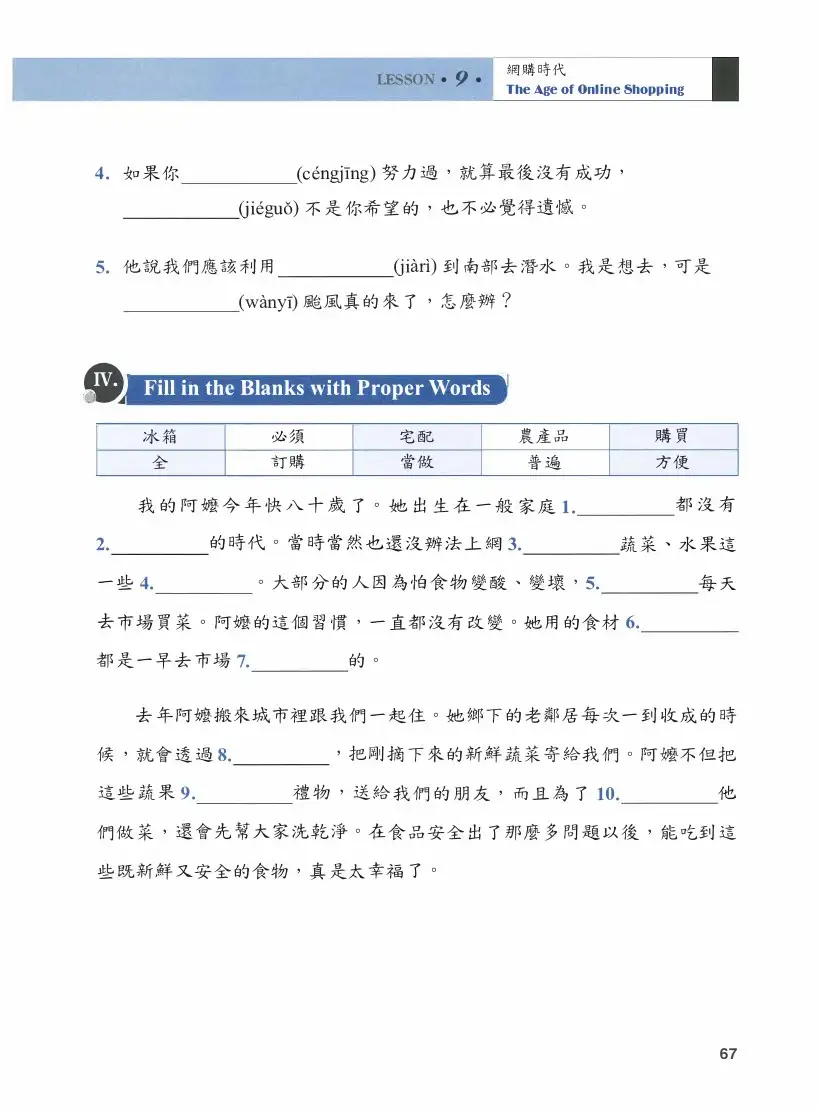 LESSON • 9 •
網購時代
The Age of Online Shopping
4. 如果你____________(céngjīng) 努力過，就算最後沒有成功，
____________(jiéguǒ) 不是你希望的，也不必覺得遺憾。
5. 他說我們應該利用____________(jiàrì) 到南部去潛水。我是想去，可是
____________(wànyī) 颱風真的來了，怎麼辦？
IV. Fill in the Blanks with Proper Words
冰箱 必須 宅配 農產品 購買
全 訂購 當做 普遍 方便
我的阿嬤今年快八十歲了。她出生在一般家庭 1.__________都沒有
2.__________的時代。當時當然也還沒辦法上網 3.__________蔬菜、水果這
一些 4.__________。大部分的人因為怕食物變酸、變壞，5.__________每天
去市場買菜。阿嬤的這個習慣，一直都沒有改變。她用的食材 6.__________
都是一早去市場 7.__________的。
去年阿嬤搬來城市裡跟我們一起住。她鄉下的老鄰居每次一到收成的時
候，就會透過 8.__________，把剛摘下來的新鮮蔬菜寄給我們。阿嬤不但把
這些蔬果 9.__________禮物，送給我們的朋友，而且為了 10.__________他
們做菜，還會先幫大家洗乾淨。在食品安全出了那麼多問題以後，能吃到這
些既新鮮又安全的食物，真是太幸福了。
67